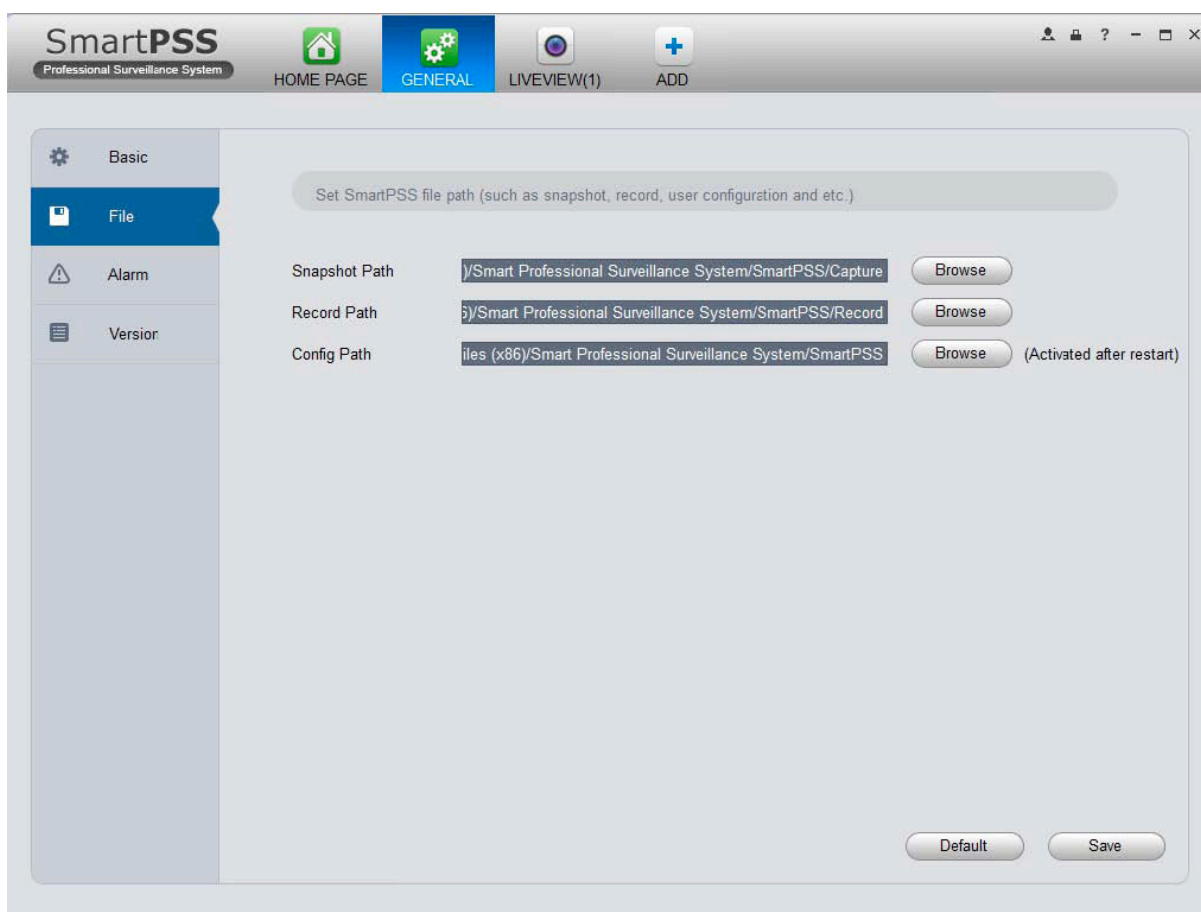 SmartPSS
Professional Surveillance System
HOME PAGE
GENERAL
LIVEVIEW(1)
ADD
?
Basic
File
Alarm
Version
Set SmartPSS file path (such as snapshot, record, user configuration and etc.)
Snapshot Path )/Smart Professional Surveillance System/SmartPSS/Capture Browse
Record Path 6)/Smart Professional Surveillance System/SmartPSS/Record Browse
Config Path iles (x86)/Smart Professional Surveillance System/SmartPSS Browse (Activated after restart)
Default Save